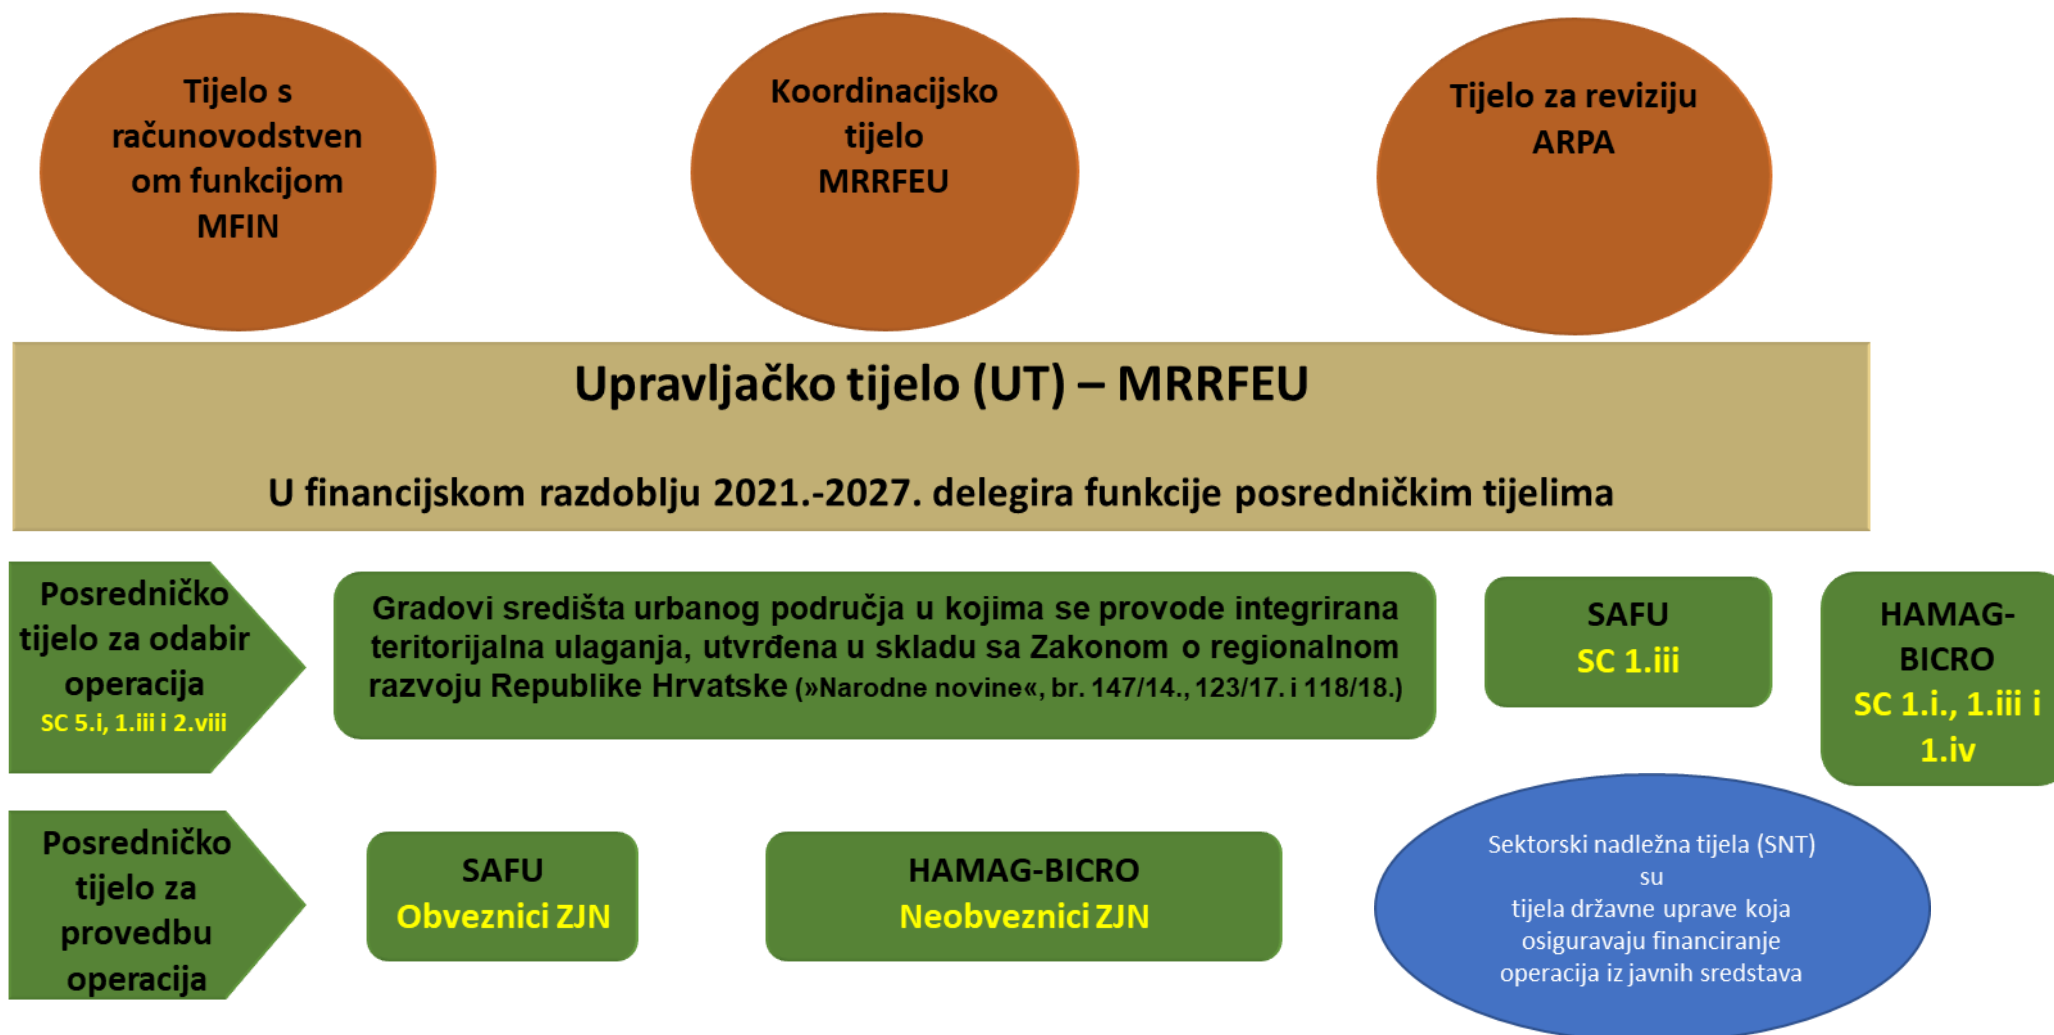 Tijelo s
računovodstven
om funkcijom
MFIN
Koordinacijsko
tijelo
MRRFEU
Tijelo za reviziju
ARPA
Upravljačko tijelo (UT) – MRRFEU
U financijskom razdoblju 2021.-2027. delegira funkcije posredničkim tijelima
Posredničko
tijelo za odabir
operacija
SC 5.i, 1.iii i 2.viii
Gradovi središta urbanog područja u kojima se provode integrirana
teritorijalna ulaganja, utvrđena u skladu sa Zakonom o regionalnom
razvoju Republike Hrvatske (»Narodne novine«, br. 147/14., 123/17. i 118/18.)
SAFU
SC 1.iii
HAMAG-
BICRO
SC 1.i., 1.iii i
1.iv
Posredničko
tijelo za
provedbu
operacija
SAFU
Obveznici ZJN
HAMAG-BICRO
Neobveznici ZJN
Sektorski nadležna tijela (SNT)
su
tijela državne uprave koja
osiguravaju financiranje
operacija iz javnih sredstava